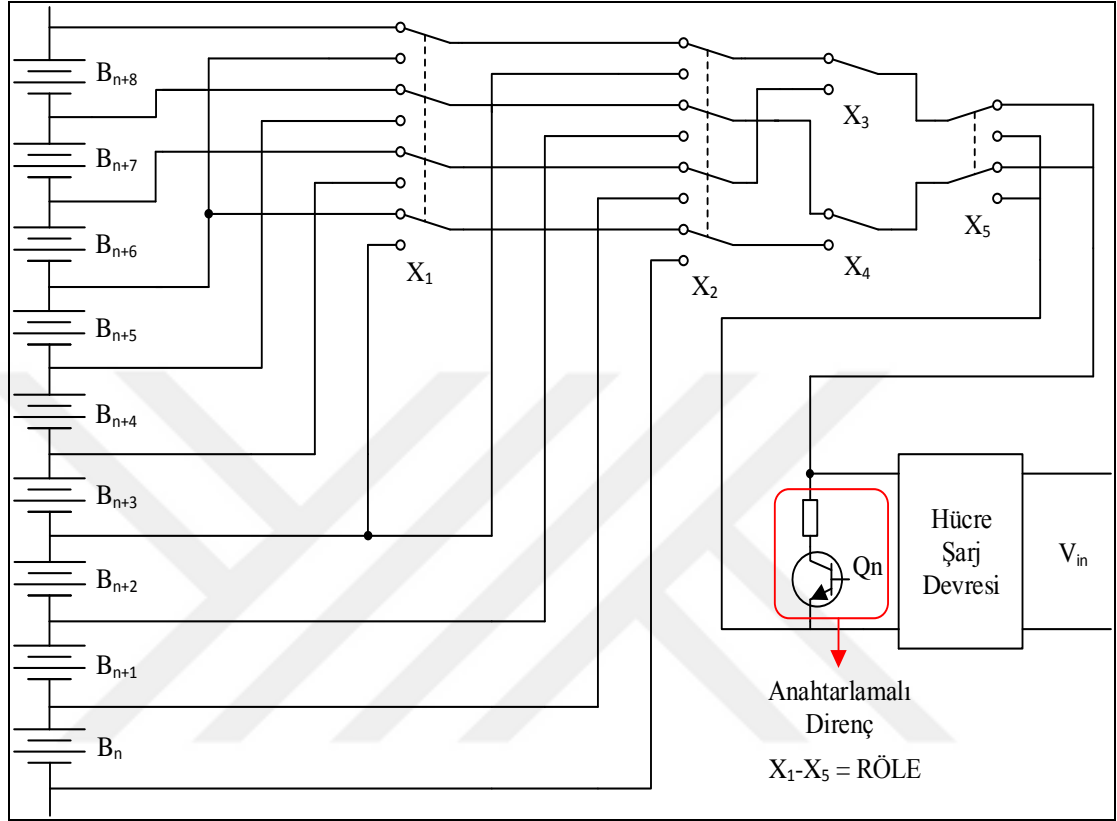 Bn+8
Bn+7
Bn+6
Bn+5
Bn+4
Bn+3
Bn+2
Bn+1
Bn
X1
X2
X3
X4
X5
Qn
Hücre
Şarj
Devresi
Vin
Anahtarlamalı
Direnç
X1-X5 = RÖLE